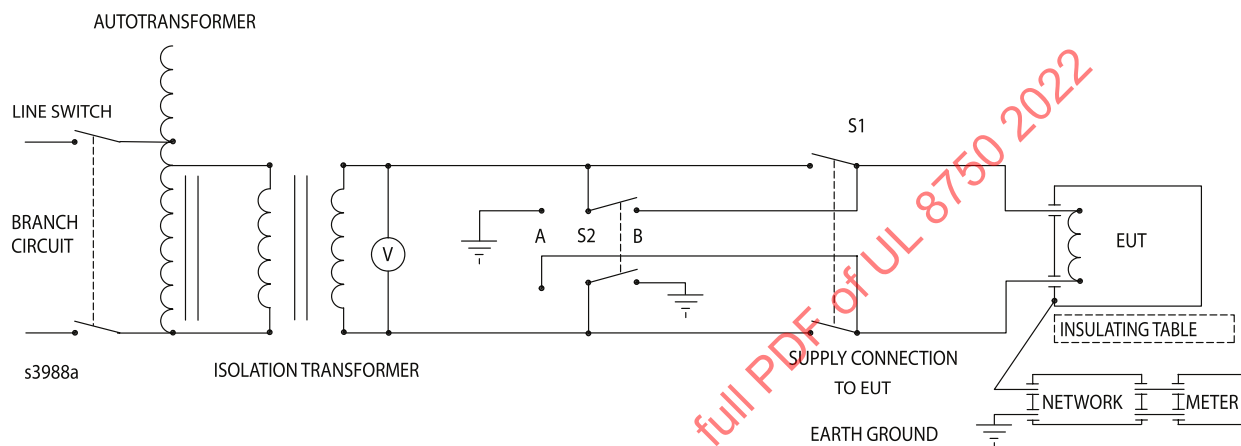 AUTOTRANSFORMER
LINE SWITCH
S1
BRANCH
CIRCUIT
V
A
S2
B
EUT
INSULATING TABLE
s3988a
ISOLATION TRANSFORMER
SUPPLY CONNECTION
TO EUT
NETWORK
METER
EARTH GROUND
full PDF of UL 8750 2022